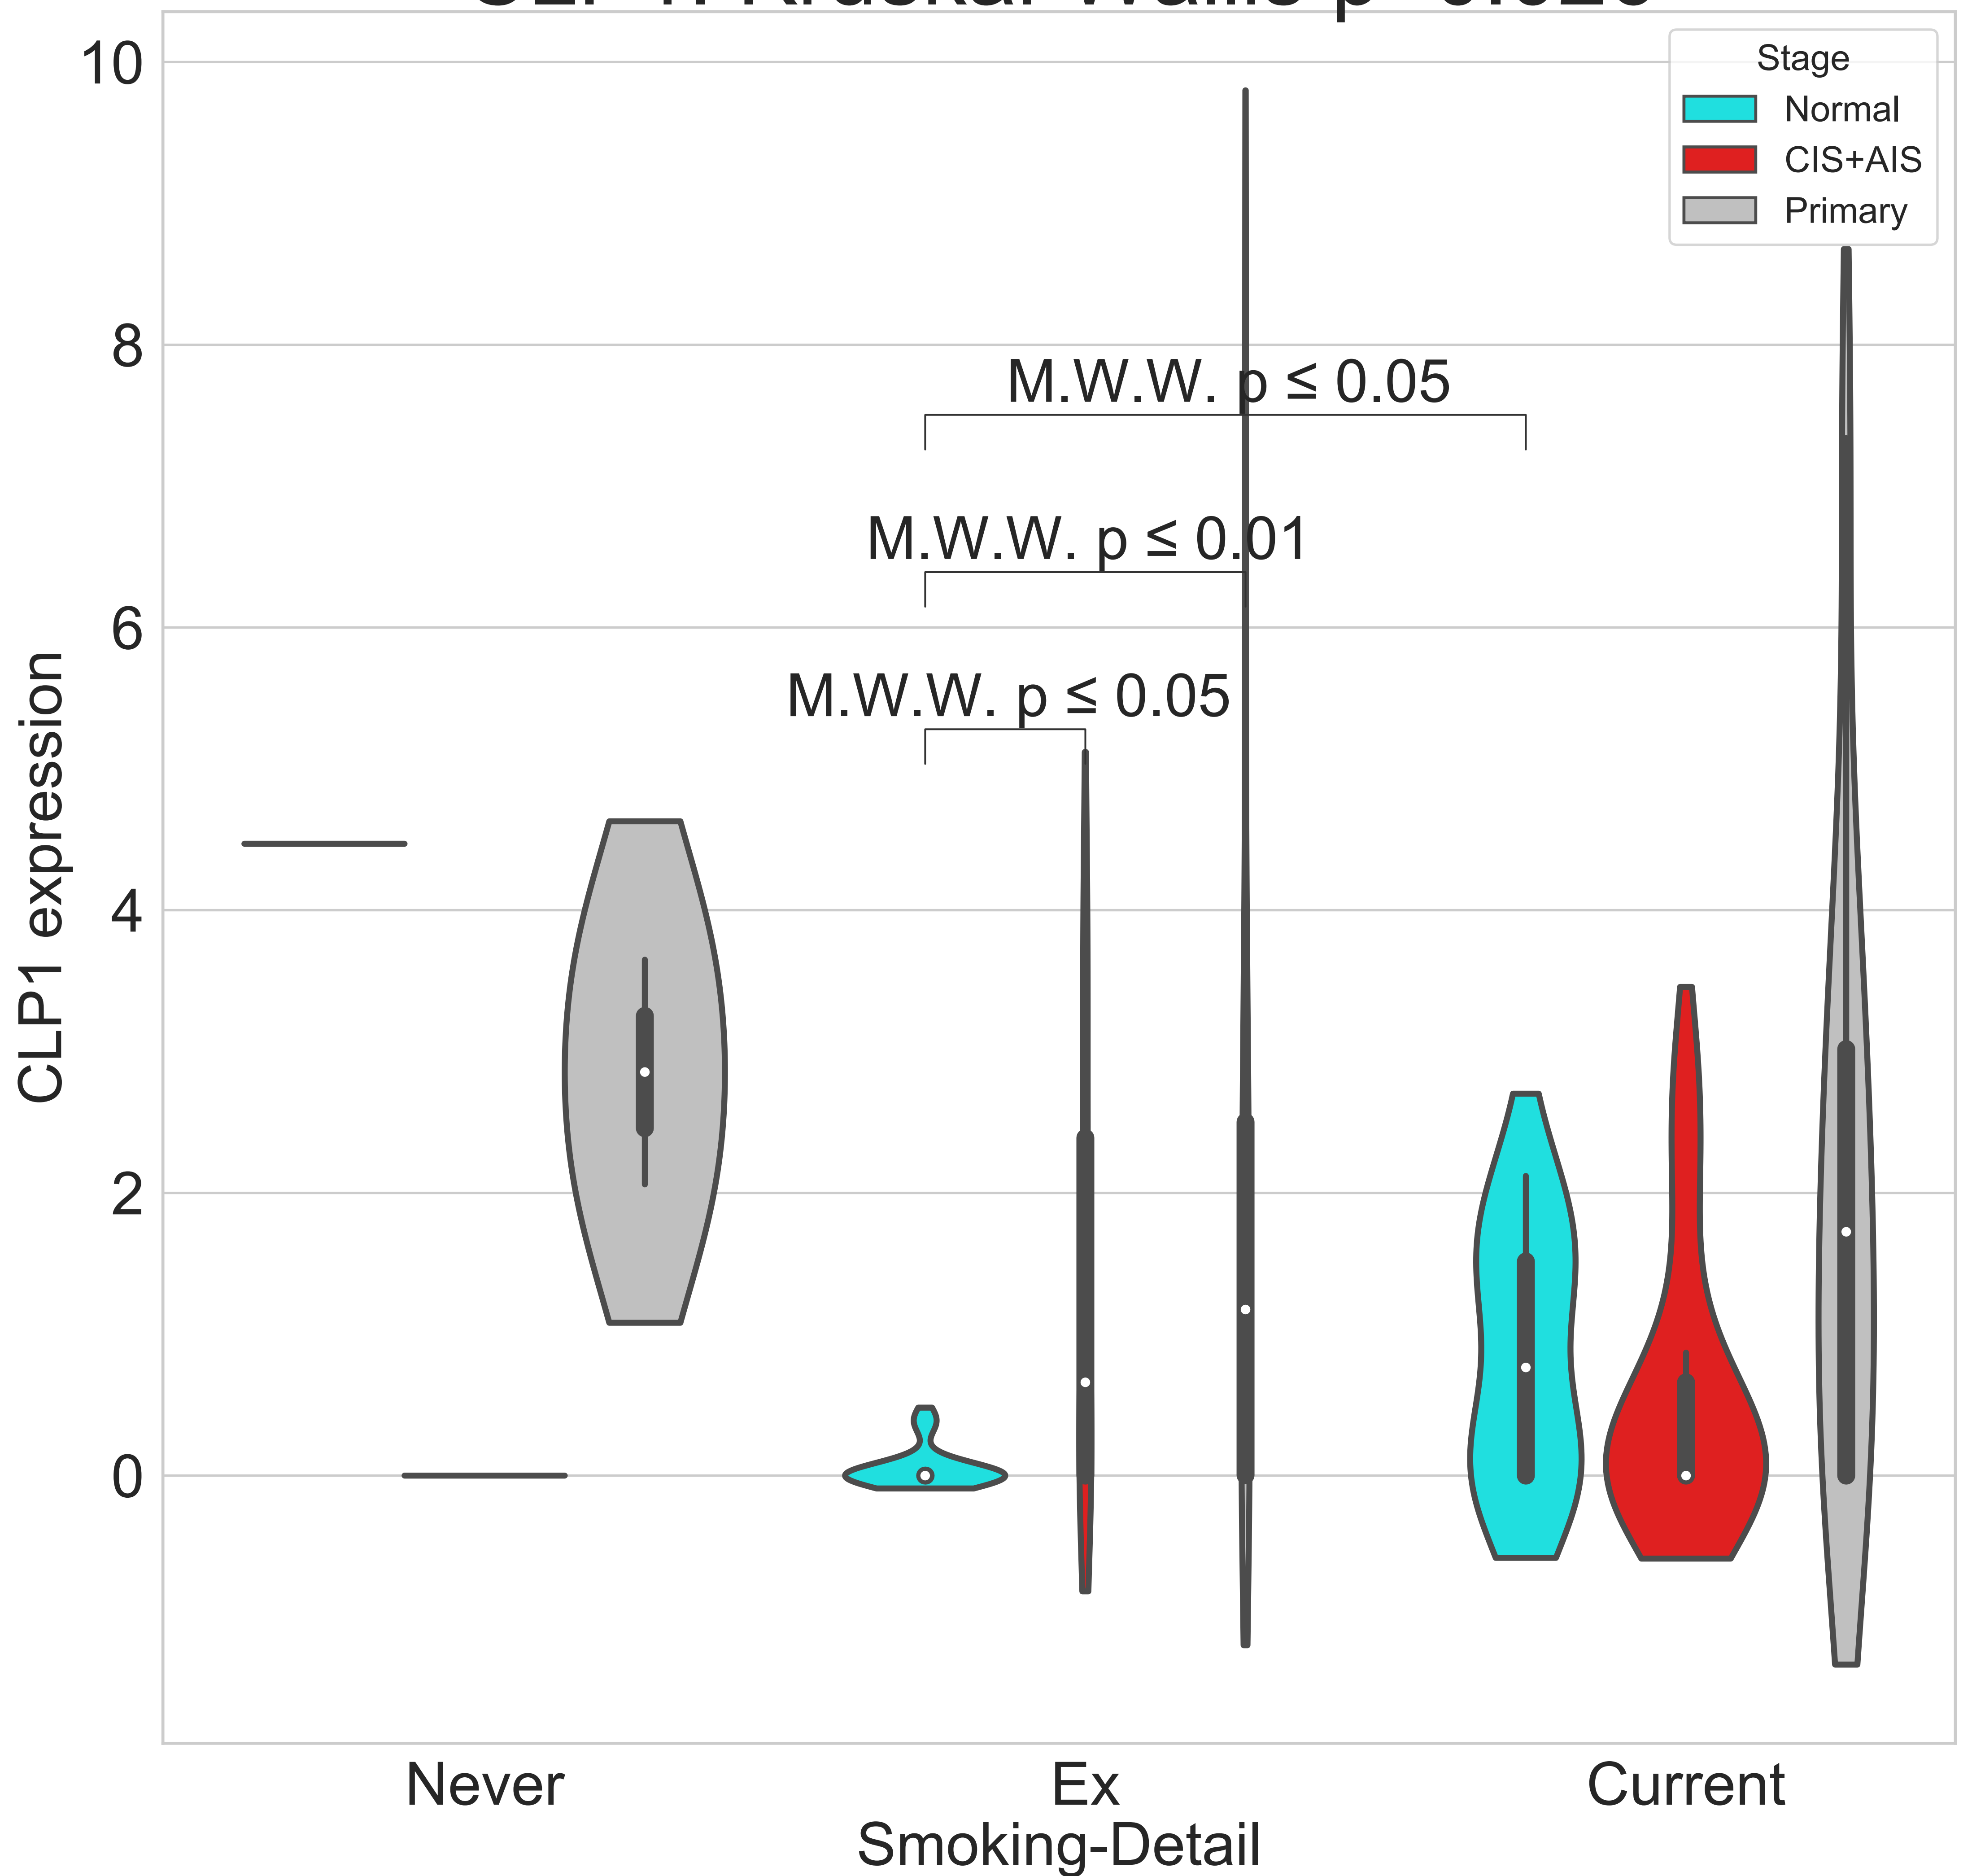 10
8
6
4
2
0
CLP1 expression
Stage
Normal
CIS+AIS
Primary
M.W.W. p ≤ 0.05
M.W.W. p ≤ 0.01
M.W.W. p ≤ 0.05
Never
Ex
Current
Smoking-Detail